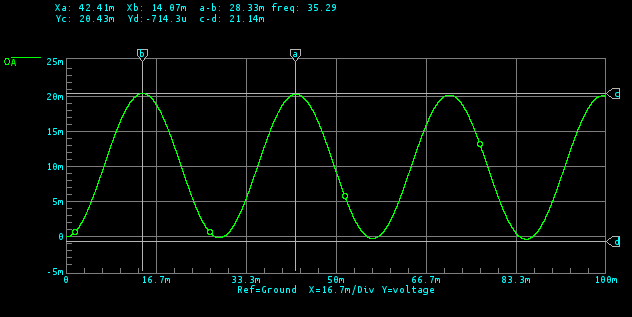 Xa: 42.41m Xb: 14.07m a-b: 28.33m freq: 35.29
Yc: 20.43m Yd:-714.3u c-d: 21.14m
b a
A
25m
c
20m
15m
10m
5m
0
d
-5m
0 16.7m 33.3m 50m 66.7m 83.3m 100m
Ref=Ground X=16.7m/Div Y=voltage